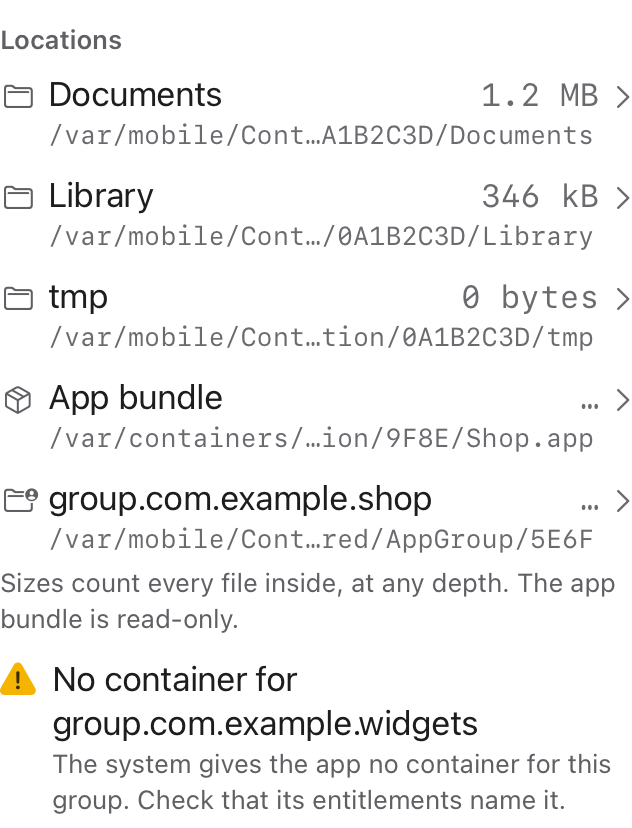 Locations
Documents 1.2 MB
/var/mobile/Cont…A1B2C3D/Documents
Library 346 kB
/var/mobile/Cont…/0A1B2C3D/Library
tmp 0 bytes
/var/mobile/Cont…tion/0A1B2C3D/tmp
App bundle …
/var/containers/…ion/9F8E/Shop.app
group.com.example.shop …
/var/mobile/Cont…red/AppGroup/5E6F
Sizes count every file inside, at any depth. The app
bundle is read-only.
No container for
group.com.example.widgets
The system gives the app no container for this
group. Check that its entitlements name it.